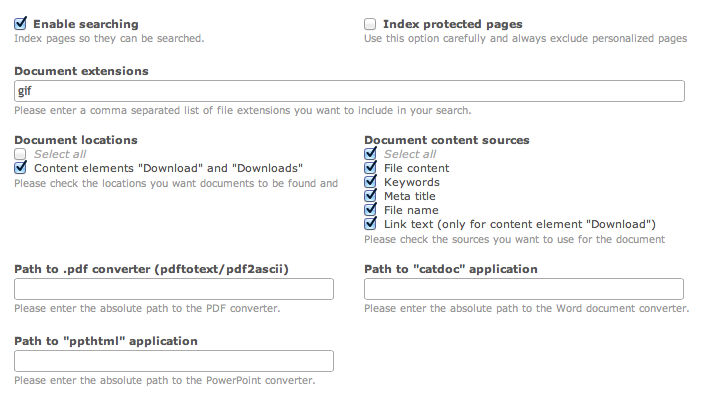 Enable searching
Index pages so they can be searched.
Index protected pages
Use this option carefully and always exclude personalized pages
Document extensions
gif
Please enter a comma separated list of file extensions you want to include in your search.
Document locations
Select all
Content elements "Download" and "Downloads"
Please check the locations you want documents to be found and
Document content sources
Select all
File content
Keywords
Meta title
File name
Link text (only for content element "Download")
Please check the sources you want to use for the document
Path to .pdf converter (pdftotext/pdf2ascii)
Please enter the absolute path to the PDF converter.
Path to "catdoc" application
Please enter the absolute path to the Word document converter.
Path to "ppthtml" application
Please enter the absolute path to the PowerPoint converter.